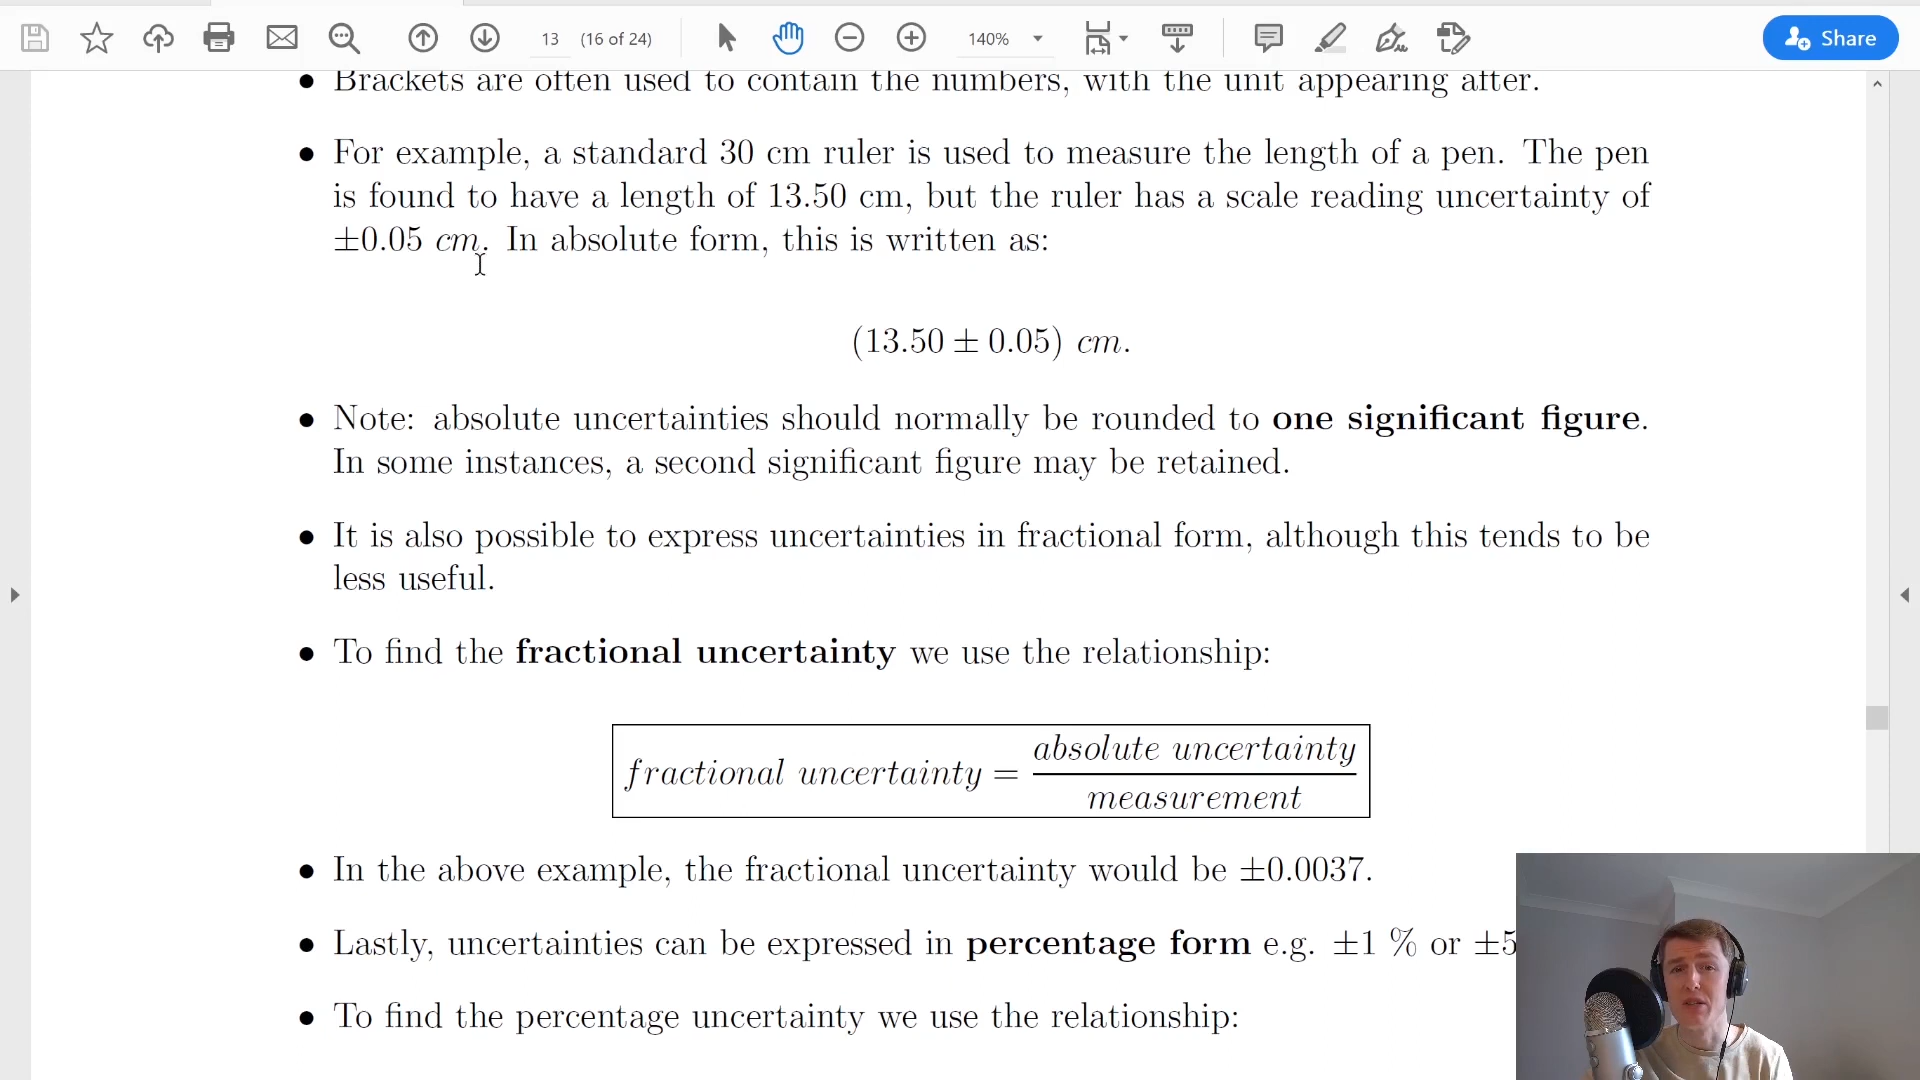 13 (16 of 24) 140% Share
• Brackets are often used to contain the numbers, with the unit appearing after.
• For example, a standard 30 cm ruler is used to measure the length of a pen. The pen
is found to have a length of 13.50 cm, but the ruler has a scale reading uncertainty of
±0.05 cm. In absolute form, this is written as:
(13.50 ± 0.05) cm.
• Note: absolute uncertainties should normally be rounded to one significant figure.
In some instances, a second significant figure may be retained.
• It is also possible to express uncertainties in fractional form, although this tends to be
less useful.
• To find the fractional uncertainty we use the relationship:
fractional uncertainty = absolute uncertainty
measurement
• In the above example, the fractional uncertainty would be ±0.0037.
• Lastly, uncertainties can be expressed in percentage form e.g. ±1 % or ±5
• To find the percentage uncertainty we use the relationship: